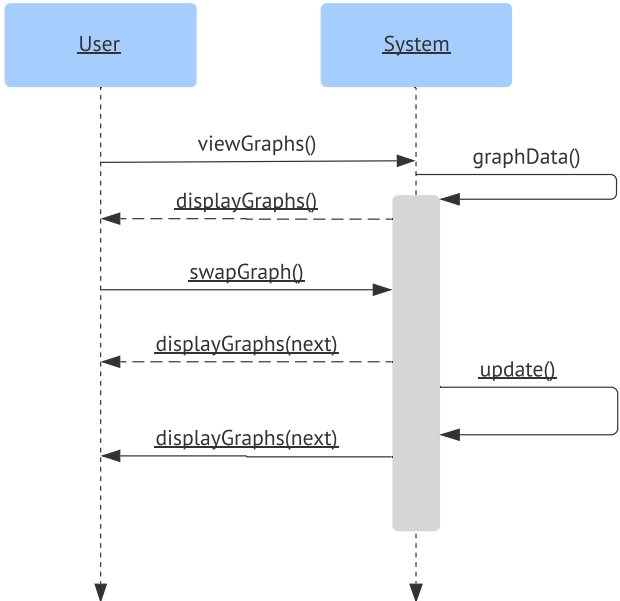 User
System
viewGraphs()
graphData()
displayGraphs()
swapGraph()
displayGraphs(next)
update()
displayGraphs(next)